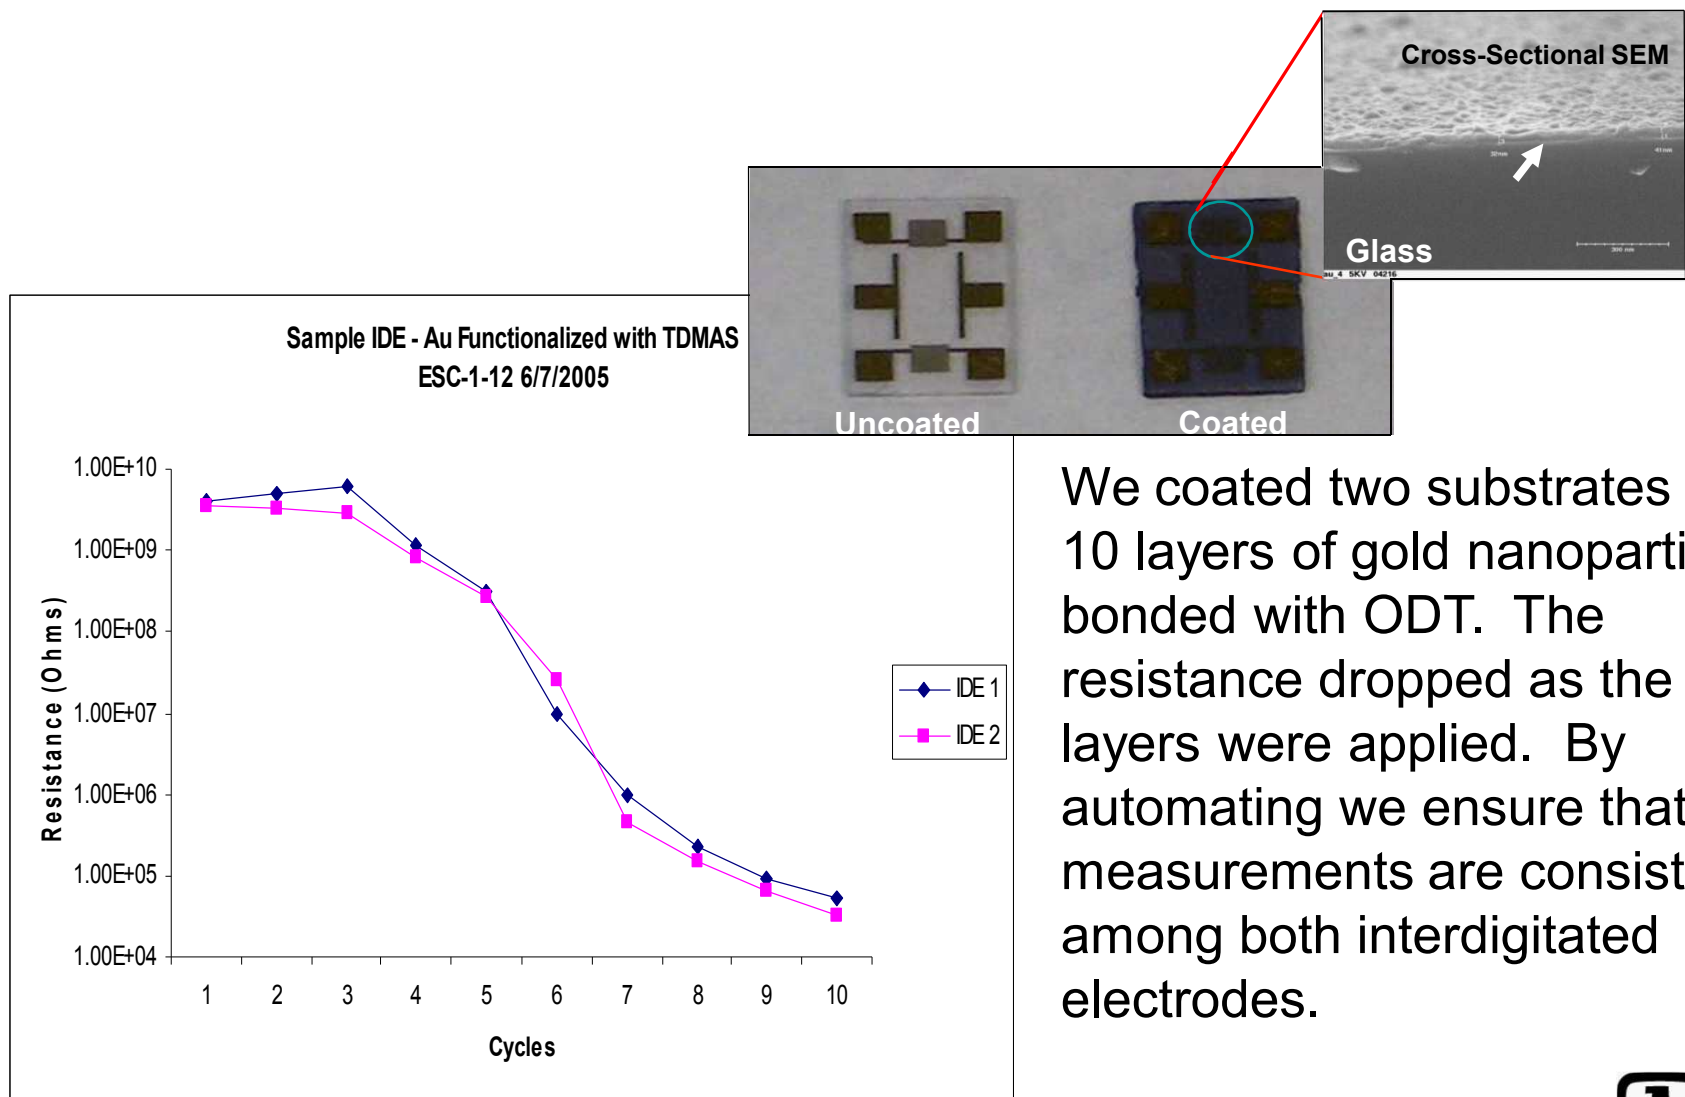 Cross-Sectional SEM
Glass
au_4 5KV 04216
Uncoated
Coated
Sample IDE - Au Functionalized with TDMAS
ESC-1-12 6/7/2005
1.00E+10
1.00E+09
1.00E+08
1.00E+07
1.00E+06
1.00E+05
1.00E+04
Resistance (Ohms)
1 2 3 4 5 6 7 8 9 10
Cycles
IDE 1
IDE 2
We coated two substrates
10 layers of gold nanoparti
bonded with ODT. The
resistance dropped as the
layers were applied. By
automating we ensure that
measurements are consist
among both interdigitated
electrodes.